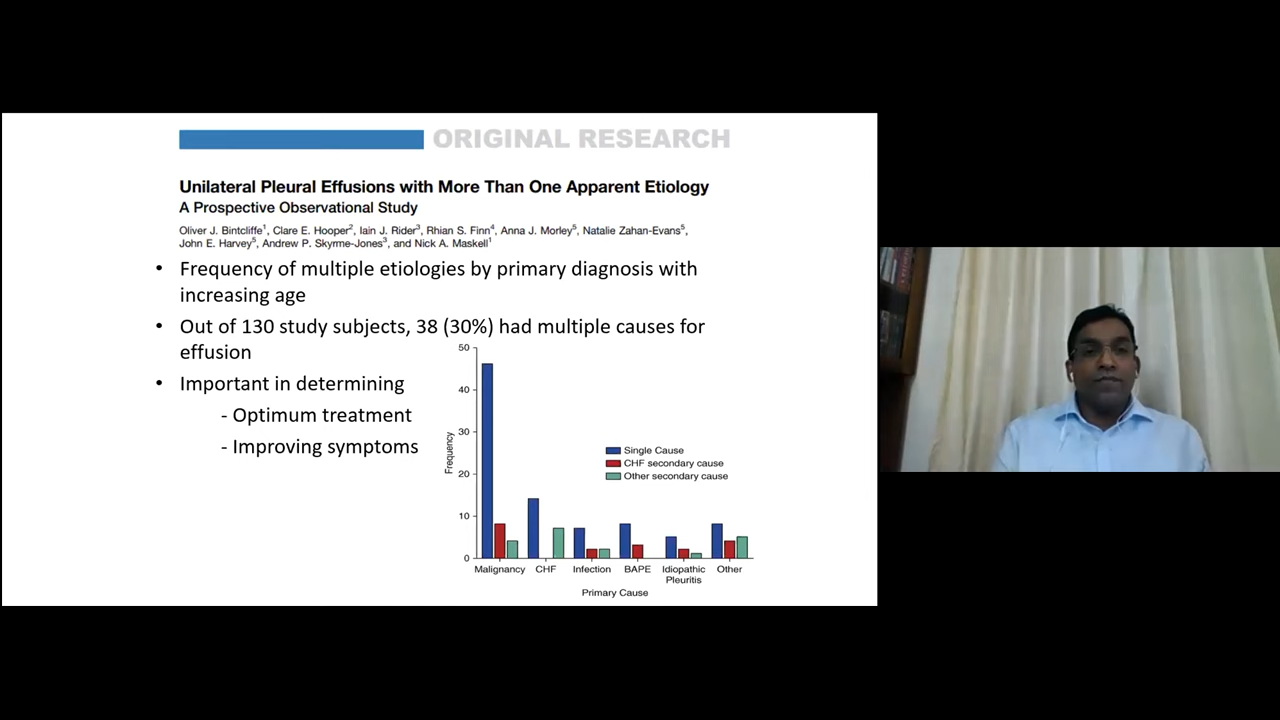 ORIGINAL RESEARCH
Unilateral Pleural Effusions with More Than One Apparent Etiology
A Prospective Observational Study
Oliver J. Bintcliffe1, Clare E. Hooper2, Iain J. Rider3, Rhian S. Finn4, Anna J. Morley5, Natalie Zahan-Evans5,
John E. Harvey5, Andrew P. Skyrme-Jones3, and Nick A. Maskell1
• Frequency of multiple etiologies by primary diagnosis with
increasing age
• Out of 130 study subjects, 38 (30%) had multiple causes for
effusion
• Important in determining
- Optimum treatment
- Improving symptoms
Frequency
50
40
30
20
10
0
Single Cause
CHF secondary cause
Other secondary cause
Malignancy CHF Infection BAPE Idiopathic Other
Pleuritis
Primary Cause